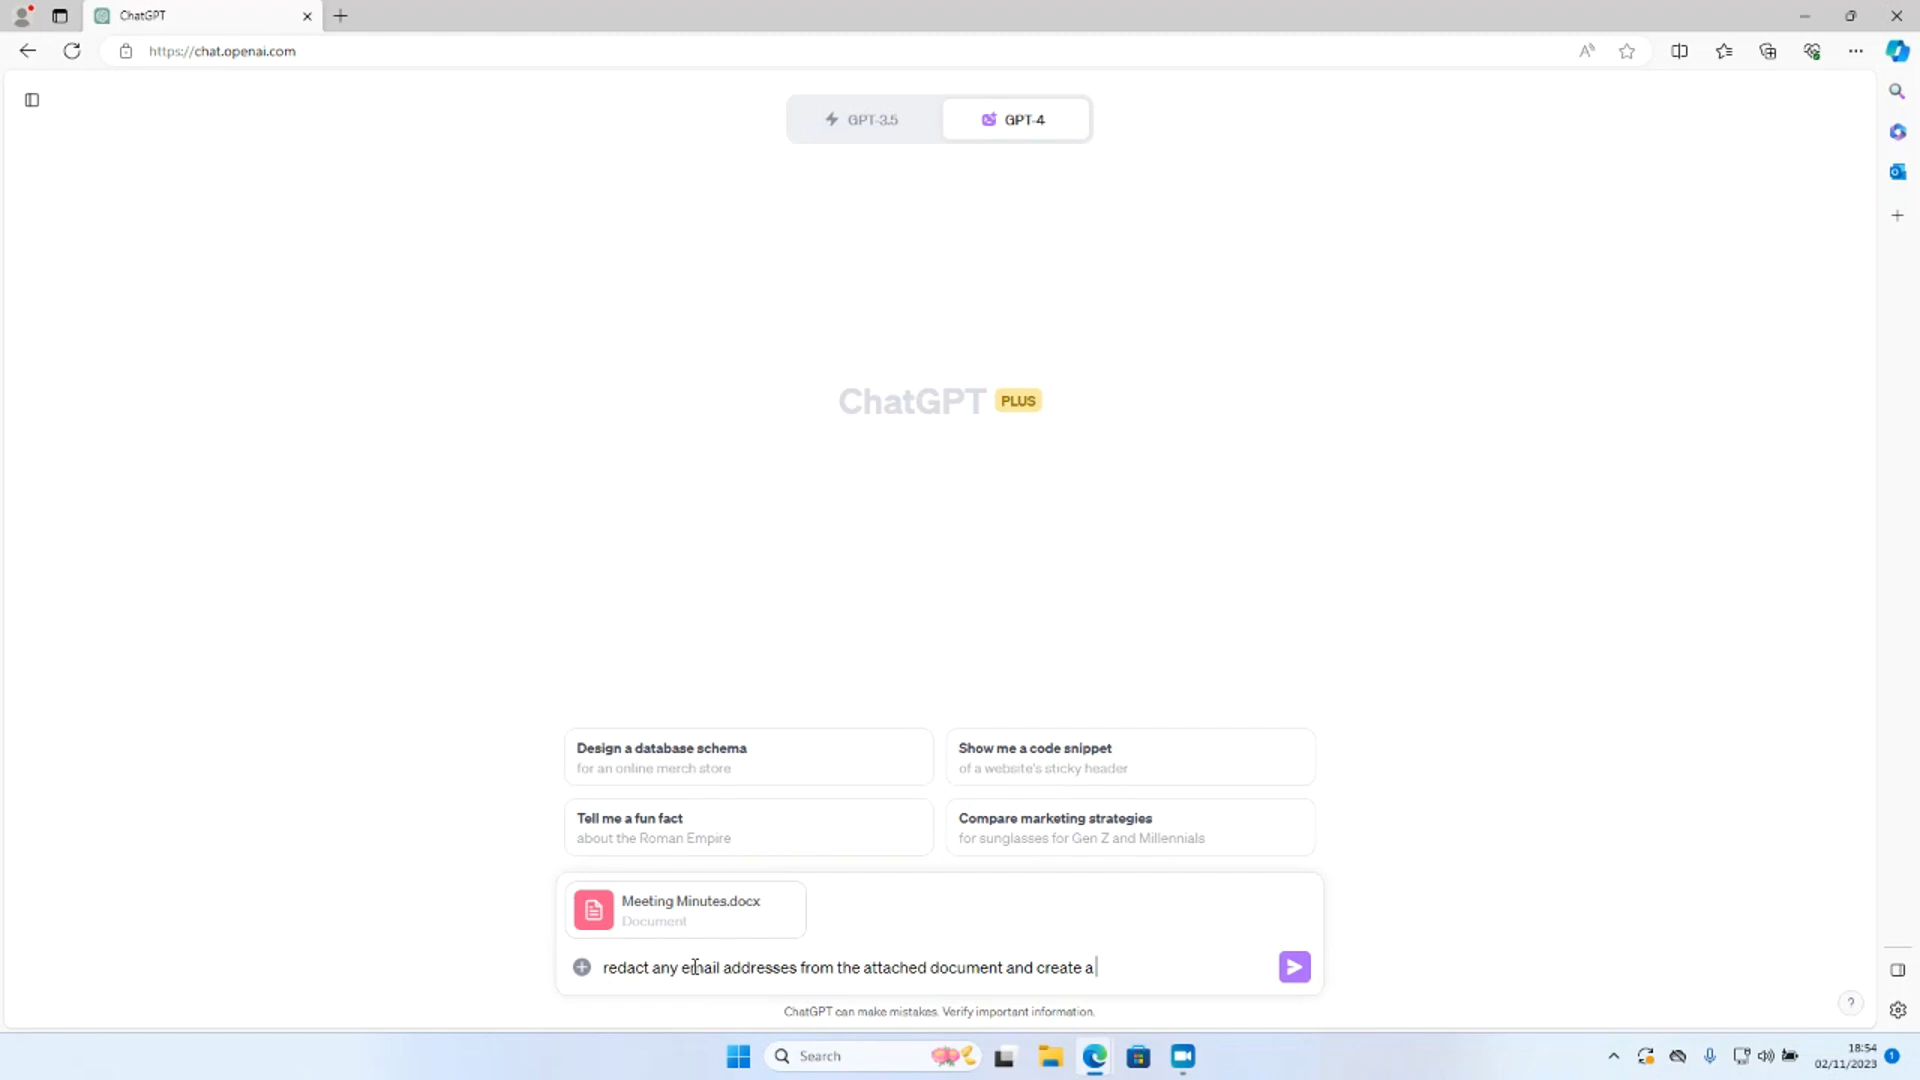 ChatGPT
https://chat.openai.com
GPT-3.5
GPT-4
ChatGPT PLUS
Design a database schema
for an online merch store
Show me a code snippet
of a website's sticky header
Tell me a fun fact
about the Roman Empire
Compare marketing strategies
for sunglasses for Gen Z and Millennials
Meeting Minutes.docx
Document
redact any email addresses from the attached document and create a
ChatGPT can make mistakes. Verify important information.
?
Search
18:54
02/11/2023
1